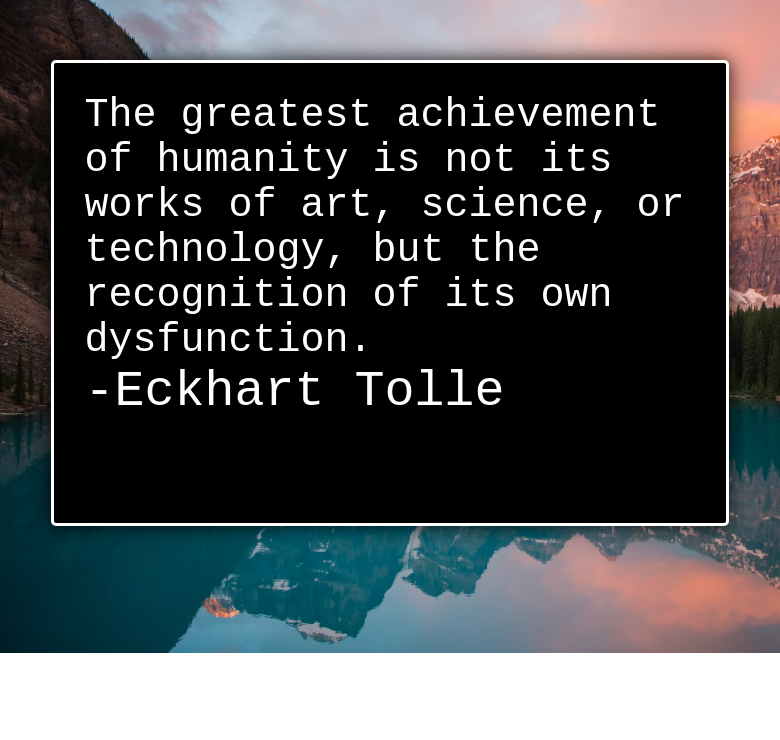 The greatest achievement
of humanity is not its
works of art, science, or
technology, but the
recognition of its own
dysfunction.
-Eckhart Tolle